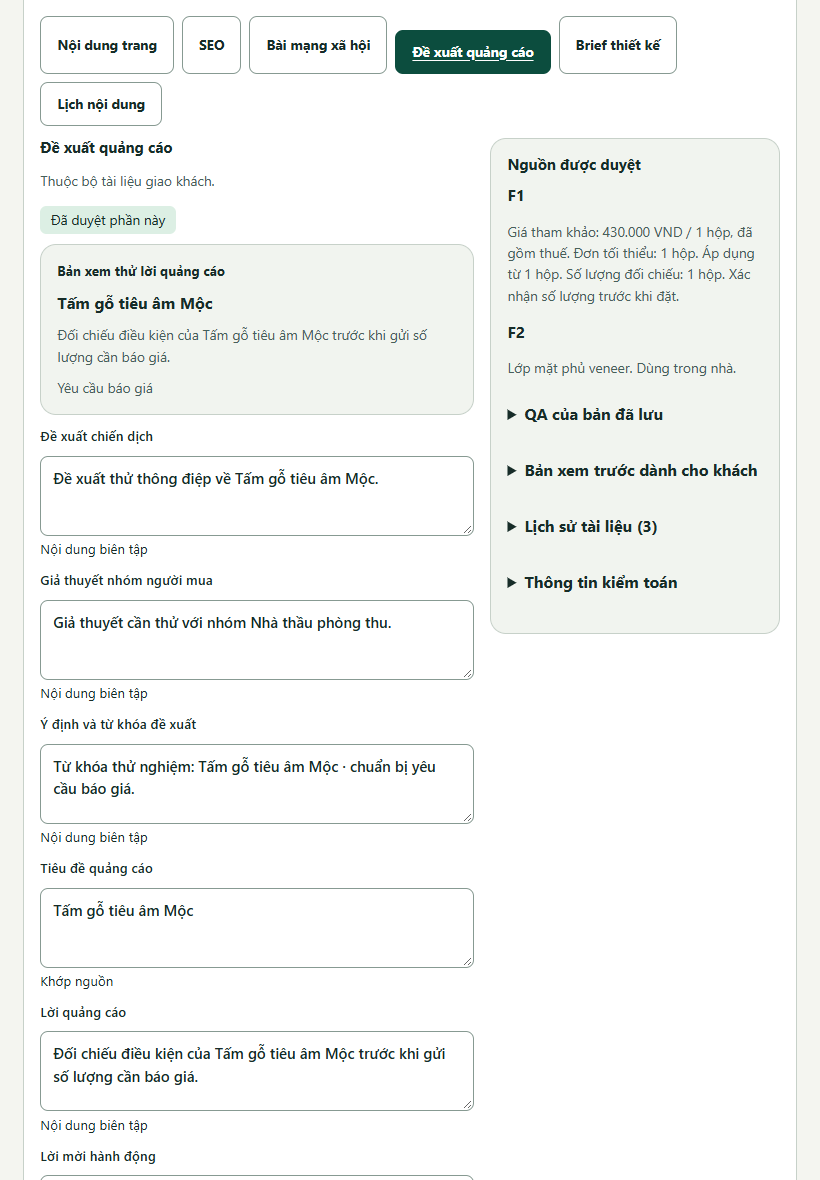 Nội dung trang
SEO
Bài mạng xã hội
Đề xuất quảng cáo
Brief thiết kế
Lịch nội dung
Đề xuất quảng cáo
Thuộc bộ tài liệu giao khách.
Đã duyệt phần này
Bản xem thử lời quảng cáo
Tấm gỗ tiêu âm Mộc
Đối chiếu điều kiện của Tấm gỗ tiêu âm Mộc trước khi gửi số
lượng cần báo giá.
Yêu cầu báo giá
Đề xuất chiến dịch
Đề xuất thử thông điệp về Tấm gỗ tiêu âm Mộc.
Nội dung biên tập
Giả thuyết nhóm người mua
Giả thuyết cần thử với nhóm Nhà thầu phòng thu.
Nội dung biên tập
Ý định và từ khóa đề xuất
Từ khóa thử nghiệm: Tấm gỗ tiêu âm Mộc · chuẩn bị yêu
cầu báo giá.
Nội dung biên tập
Tiêu đề quảng cáo
Tấm gỗ tiêu âm Mộc
Khớp nguồn
Lời quảng cáo
Đối chiếu điều kiện của Tấm gỗ tiêu âm Mộc trước khi gửi
số lượng cần báo giá.
Nội dung biên tập
Lời mời hành động
Nguồn được duyệt
F1
Giá tham khảo: 430.000 VND / 1 hộp, đã
gồm thuế. Đơn tối thiểu: 1 hộp. Áp dụng
từ 1 hộp. Số lượng đối chiếu: 1 hộp. Xác
nhận số lượng trước khi đặt.
F2
Lớp mặt phủ veneer. Dùng trong nhà.
QA của bản đã lưu
Bản xem trước dành cho khách
Lịch sử tài liệu (3)
Thông tin kiểm toán